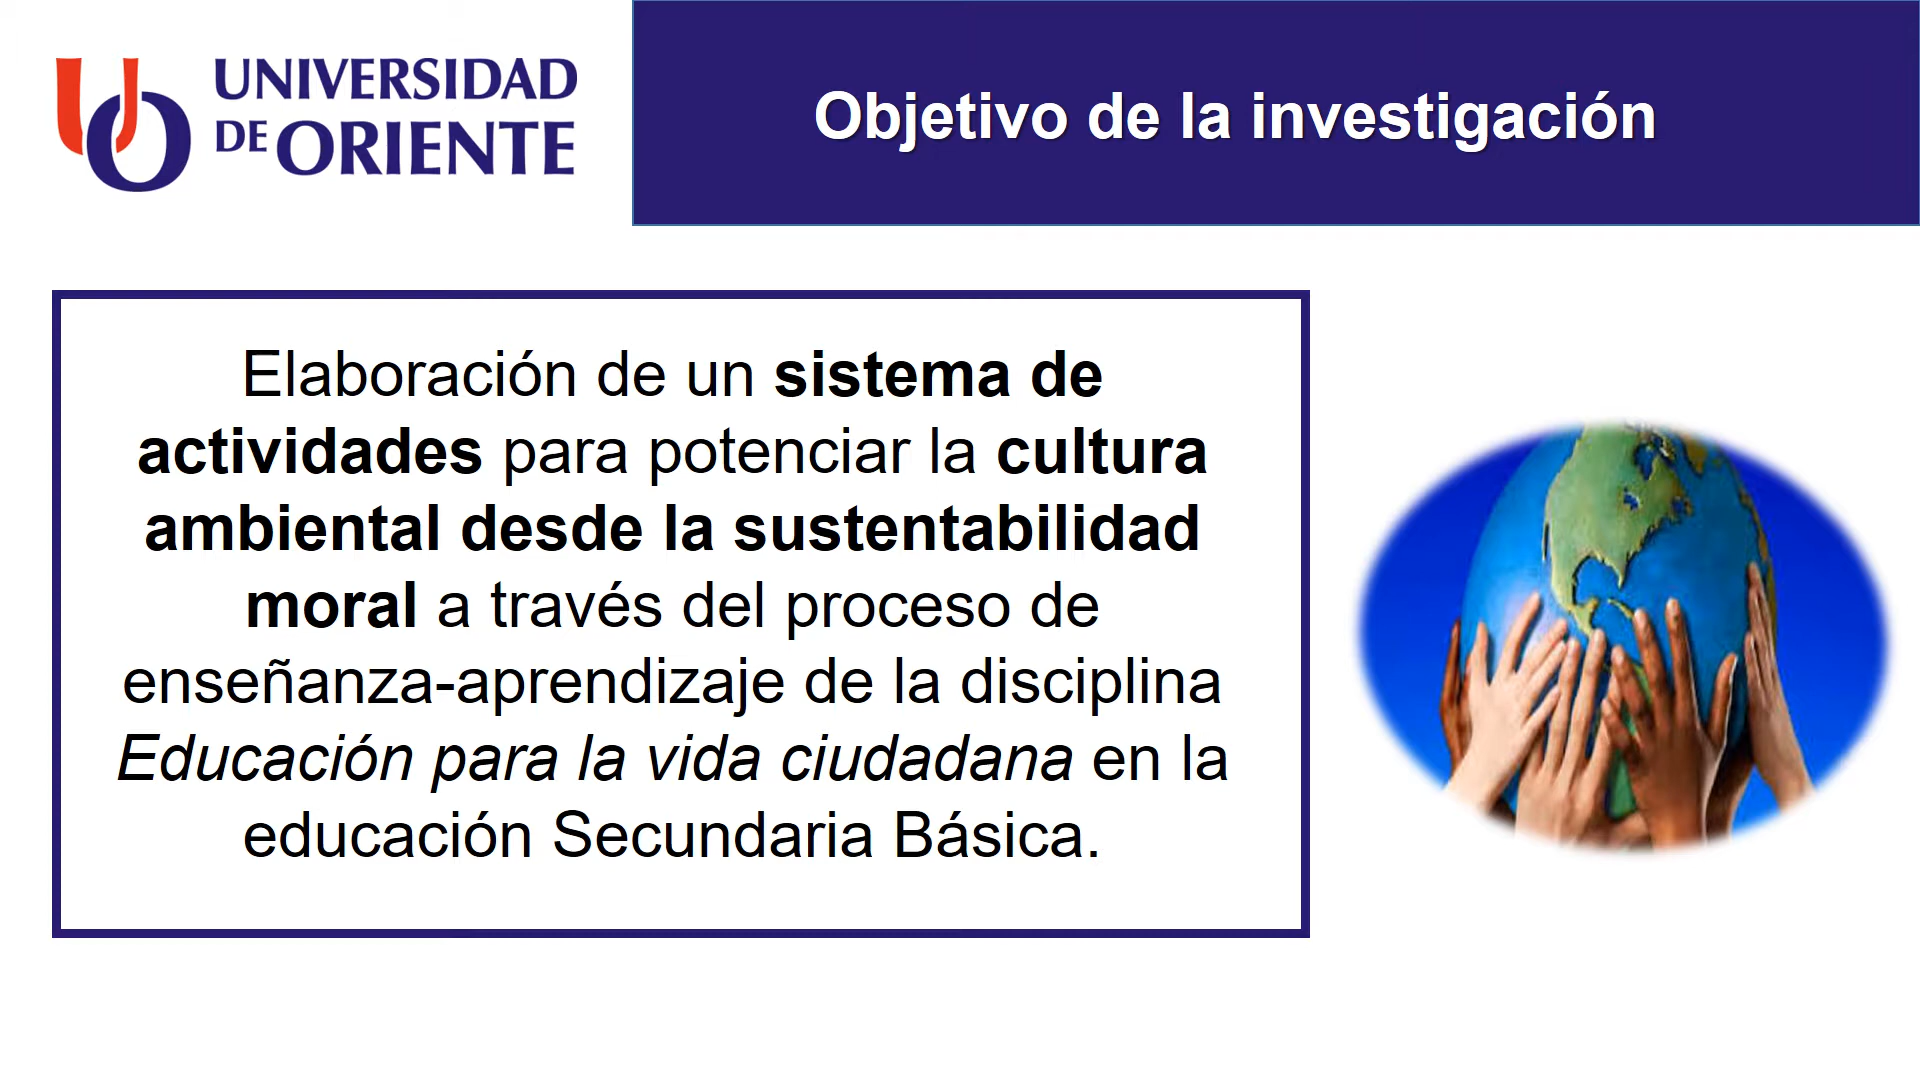 UNIVERSIDAD
DE ORIENTE
Objetivo de la investigación
Elaboración de un sistema de
actividades para potenciar la cultura
ambiental desde la sustentabilidad
moral a través del proceso de
enseñanza-aprendizaje de la disciplina
Educación para la vida ciudadana en la
educación Secundaria Básica.